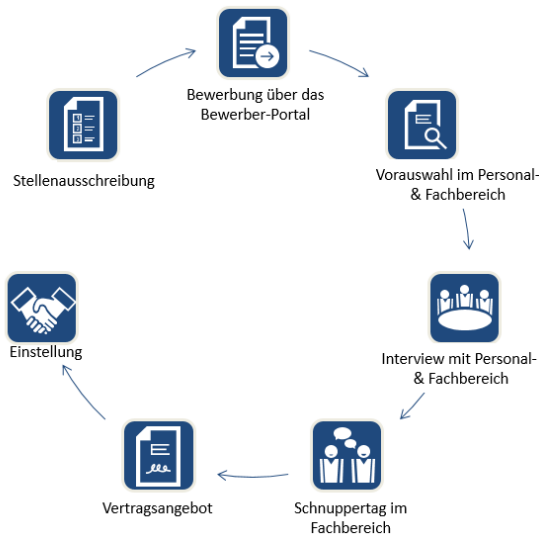 Bewerbung über das
Bewerber-Portal
Stellenausschreibung
Vorauswahl im Personal-
& Fachbereich
Einstellung
Interview mit Personal-
& Fachbereich
Vertragsangebot
Schnuppertag im
Fachbereich